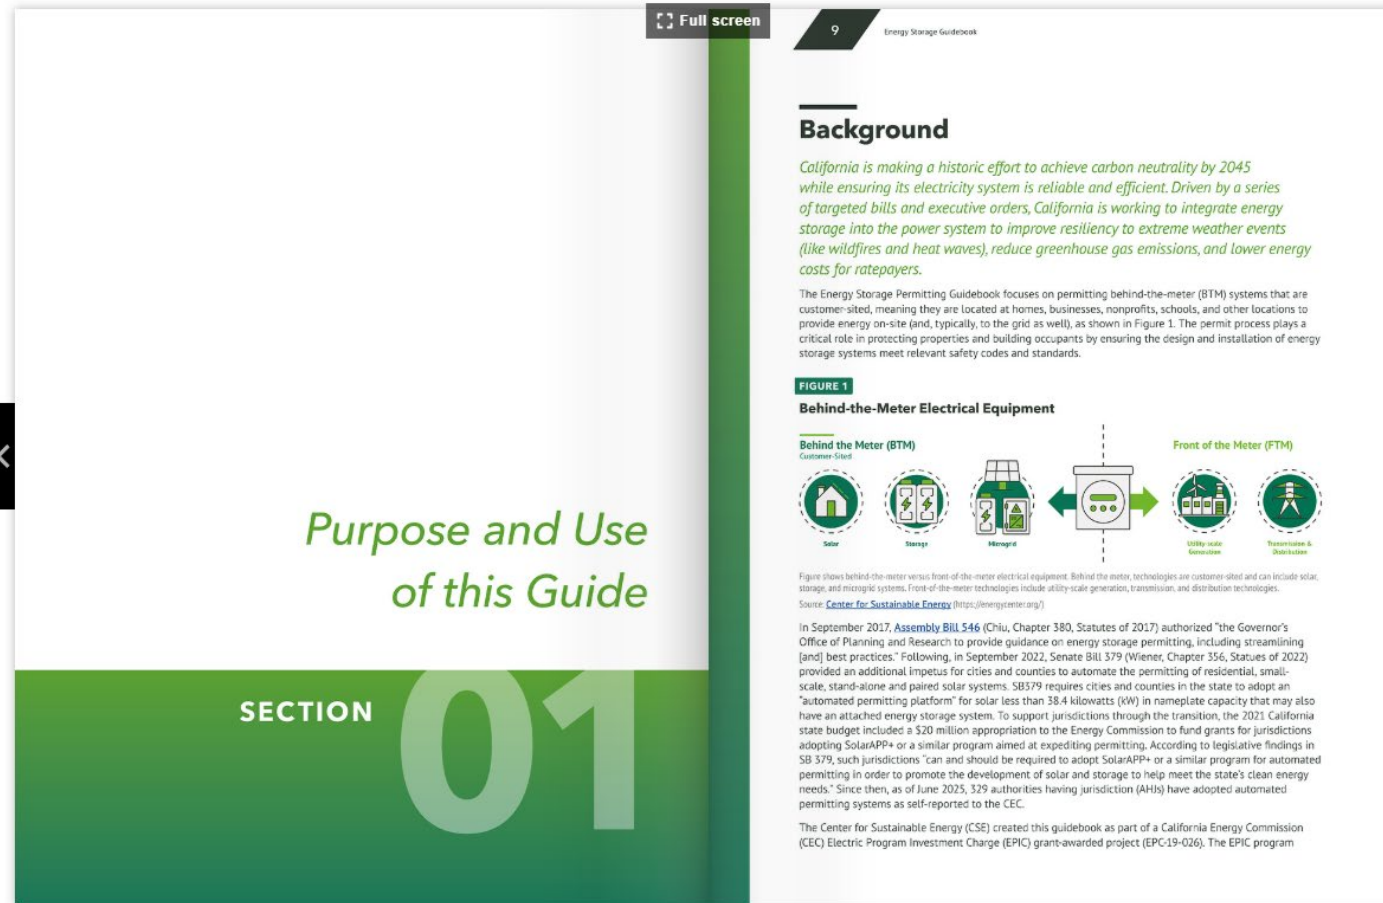 Full screen
Purpose and Use
of this Guide
SECTION
01
9
Energy Storage Guidebook
Background
California is making a historic effort to achieve carbon neutrality by 2045
while ensuring its electricity system is reliable and efficient. Driven by a series
of targeted bills and executive orders, California is working to integrate energy
storage into the power system to improve resiliency to extreme weather events
(like wildfires and heat waves), reduce greenhouse gas emissions, and lower energy
costs for ratepayers.
The Energy Storage Permitting Guidebook focuses on permitting behind-the-meter (BTM) systems that are
customer-sited, meaning they are located at homes, businesses, nonprofits, schools, and other locations to
provide energy on-site (and, typically, to the grid as well), as shown in Figure 1. The permit process plays a
critical role in protecting properties and building occupants by ensuring the design and installation of energy
storage systems meet relevant safety codes and standards.
FIGURE 1
Behind-the-Meter Electrical Equipment
Behind the Meter (BTM)
Customer-Sited
Front of the Meter (FTM)
Solar
Storage
Microgrid
Utility-scale
Generation
Transmission &
Distribution
Figure shows behind-the-meter versus front-of-the-meter electrical equipment. Behind the meter, technologies are customer-sited and can include solar,
storage, and microgrid systems. Front-of-the-meter technologies include utility-scale generation, transmission, and distribution technologies.
Source: Center for Sustainable Energy (https://energycenter.org/)
In September 2017, Assembly Bill 546 (Chiu, Chapter 380, Statutes of 2017) authorized "the Governor's
Office of Planning and Research to provide guidance on energy storage permitting, including streamlining
[and] best practices." Following, in September 2022, Senate Bill 379 (Wiener, Chapter 356, Statues of 2022)
provided an additional impetus for cities and counties to automate the permitting of residential, small-
scale, stand-alone and paired solar systems. SB379 requires cities and counties in the state to adopt an
"automated permitting platform" for solar less than 38.4 kilowatts (kW) in nameplate capacity that may also
have an attached energy storage system. To support jurisdictions through the transition, the 2021 California
state budget included a $20 million appropriation to the Energy Commission to fund grants for jurisdictions
adopting SolarAPP+ or a similar program aimed at expediting permitting. According to legislative findings in
SB 379, such jurisdictions "can and should be required to adopt SolarAPP+ or a similar program for automated
permitting in order to promote the development of solar and storage to help meet the state's clean energy
needs." Since then, as of June 2025, 329 authorities having jurisdiction (AHJs) have adopted automated
permitting systems as self-reported to the CEC.
The Center for Sustainable Energy (CSE) created this guidebook as part of a California Energy Commission
(CEC) Electric Program Investment Charge (EPIC) grant-awarded project (EPC-19-026). The EPIC program